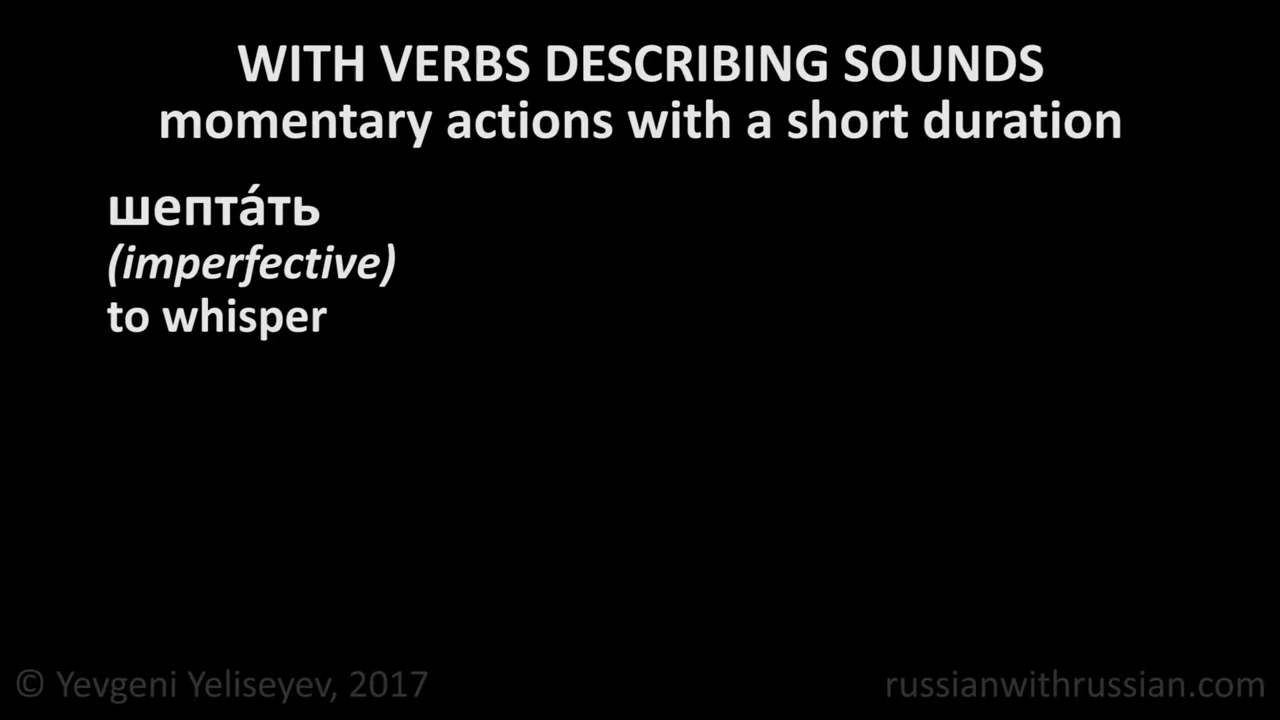 WITH VERBS DESCRIBING SOUNDS
momentary actions with a short duration
шепта́ть
(imperfective)
to whisper
© Yevgeni Yeliseyev, 2017
russianwithrussian.com